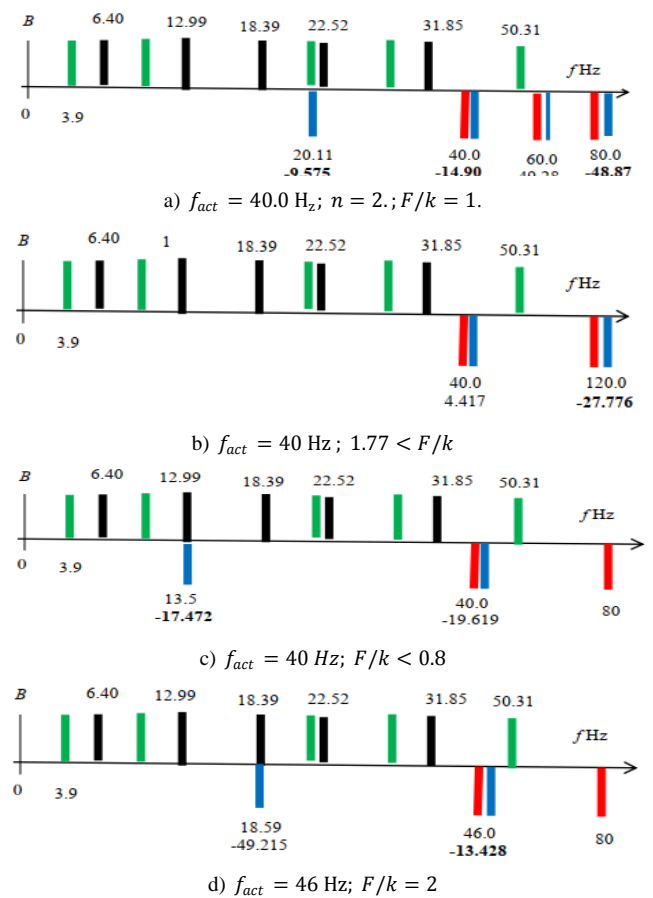 B 6.40 12.99 18.39 22.52 31.85 50.31
f Hz
0 3.9
20.11 40.0 60.0 80.0
-9.575 -14.90 -48.87
a) f_act = 40.0 H_z; n = 2.; F/k = 1.
B 6.40 1 18.39 22.52 31.85 50.31
f Hz
0 3.9
40.0 120.0
4.417 -27.776
b) f_act = 40 Hz ; 1.77 < F/k
B 6.40 12.99 18.39 22.52 31.85 50.31
f Hz
0 3.9
13.5 40.0 80
-17.472 -19.619
c) f_act = 40 Hz; F/k < 0.8
B 6.40 12.99 18.39 22.52 31.85 50.31
f Hz
0 3.9
18.59 46.0 80
-49.215 -13.428
d) f_act = 46 Hz; F/k = 2